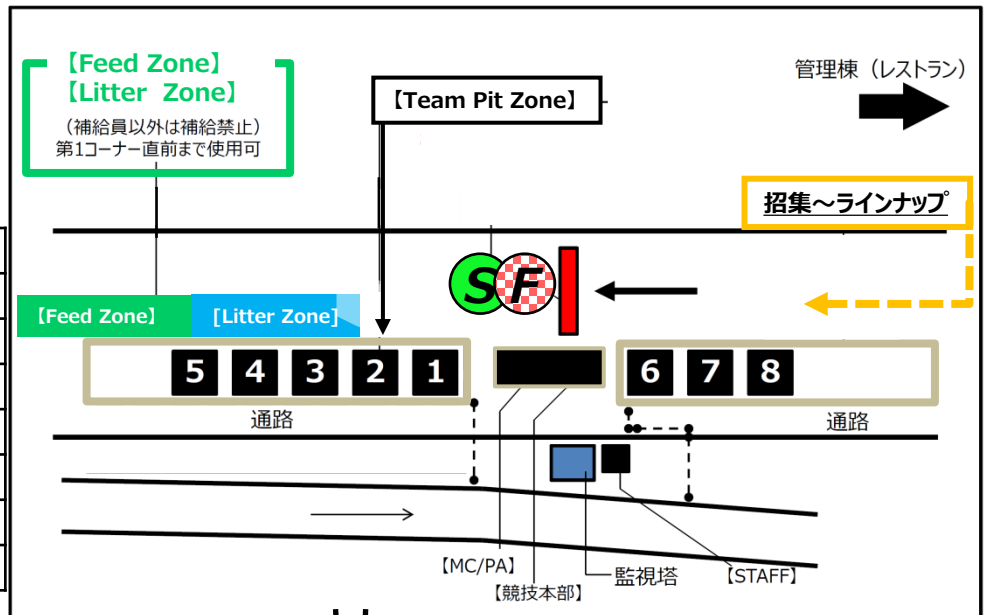 【Feed Zone】
【Litter Zone】
（補給員以外は補給禁止）
第1コーナー直前まで使用可
【Team Pit Zone】
管理棟（レストラン）
招集～ラインナップ
S F
【Feed Zone】 [Litter Zone]
5 4 3 2 1 6 7 8
通路 通路
【MC/PA】
【競技本部】
監視塔
【STAFF】